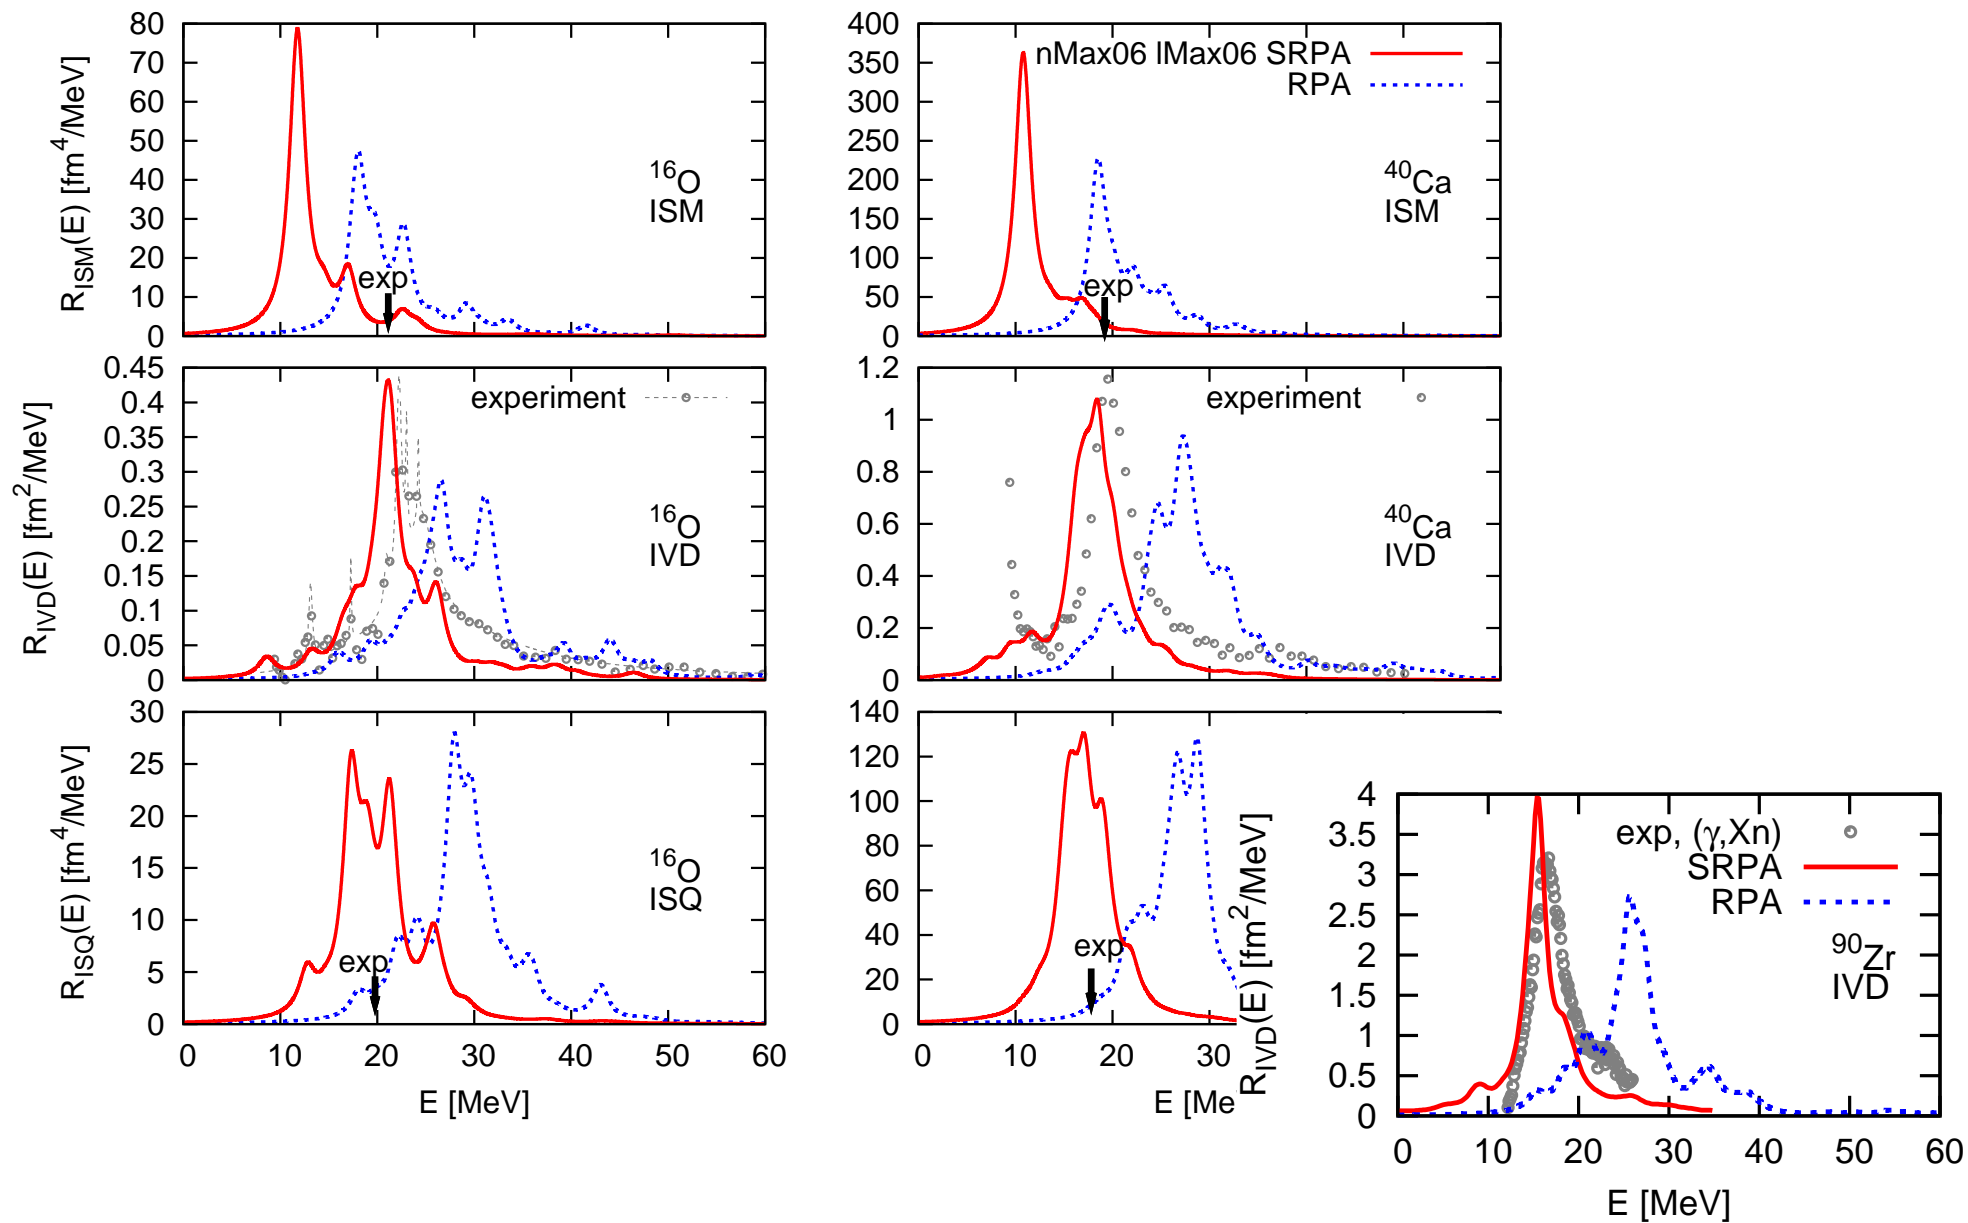 R_ISM(E) [fm^4/MeV]
80
70
60
50
40
30
20
10
0
^16O
ISM
exp
400
350
300
250
200
150
100
50
0
nMax06 lMax06 SRPA
RPA
^40Ca
ISM
exp
R_IVD(E) [fm^2/MeV]
0.45
0.4
0.35
0.3
0.25
0.2
0.15
0.1
0.05
0
experiment
^16O
IVD
1.2
1
0.8
0.6
0.4
0.2
0
experiment
^40Ca
IVD
R_ISQ(E) [fm^4/MeV]
30
25
20
15
10
5
0
^16O
ISQ
exp
0 10 20 30 40 50 60
E [MeV]
140
120
100
80
60
40
20
0
exp
0 10 20 30
E [Me
R_IVD(E) [fm^2/MeV]
4
3.5
3
2.5
2
1.5
1
0.5
0
exp, (γ,Xn)
SRPA
RPA
^90Zr
IVD
0 10 20 30 40 50 60
E [MeV]